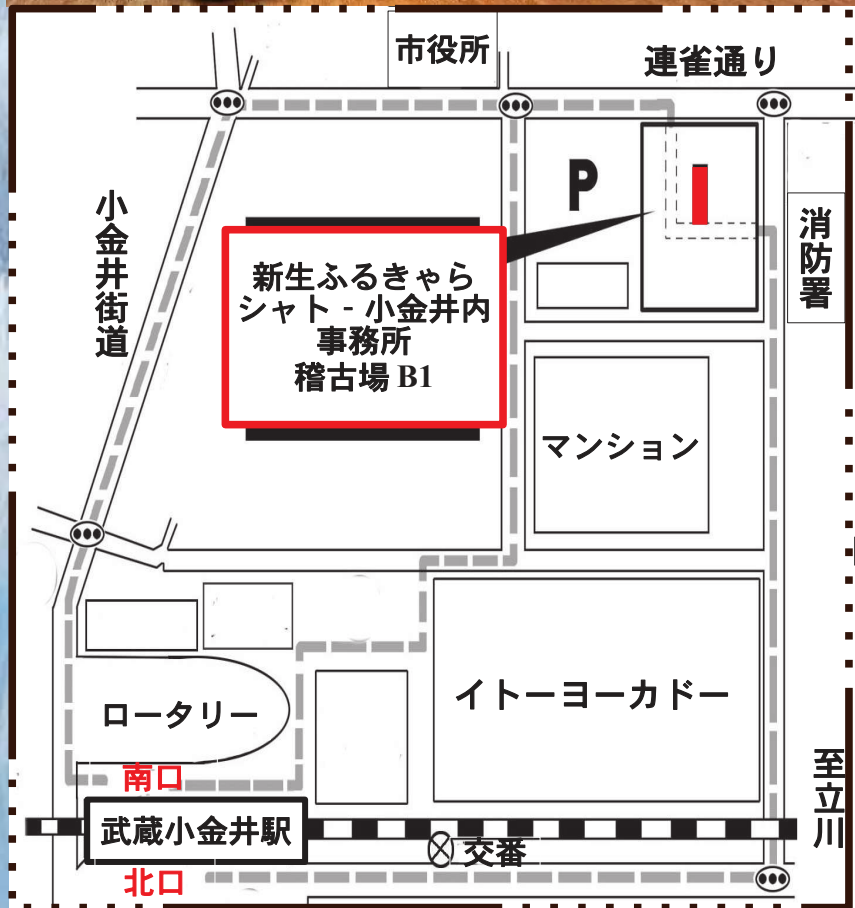 市役所
連雀通り
小金井街道
P
消防署
新生ふるきゃら
シャト - 小金井内
事務所
稽古場 B1
マンション
イトーヨーカドー
ロータリー
南口
武蔵小金井駅
至立川
交番
北口